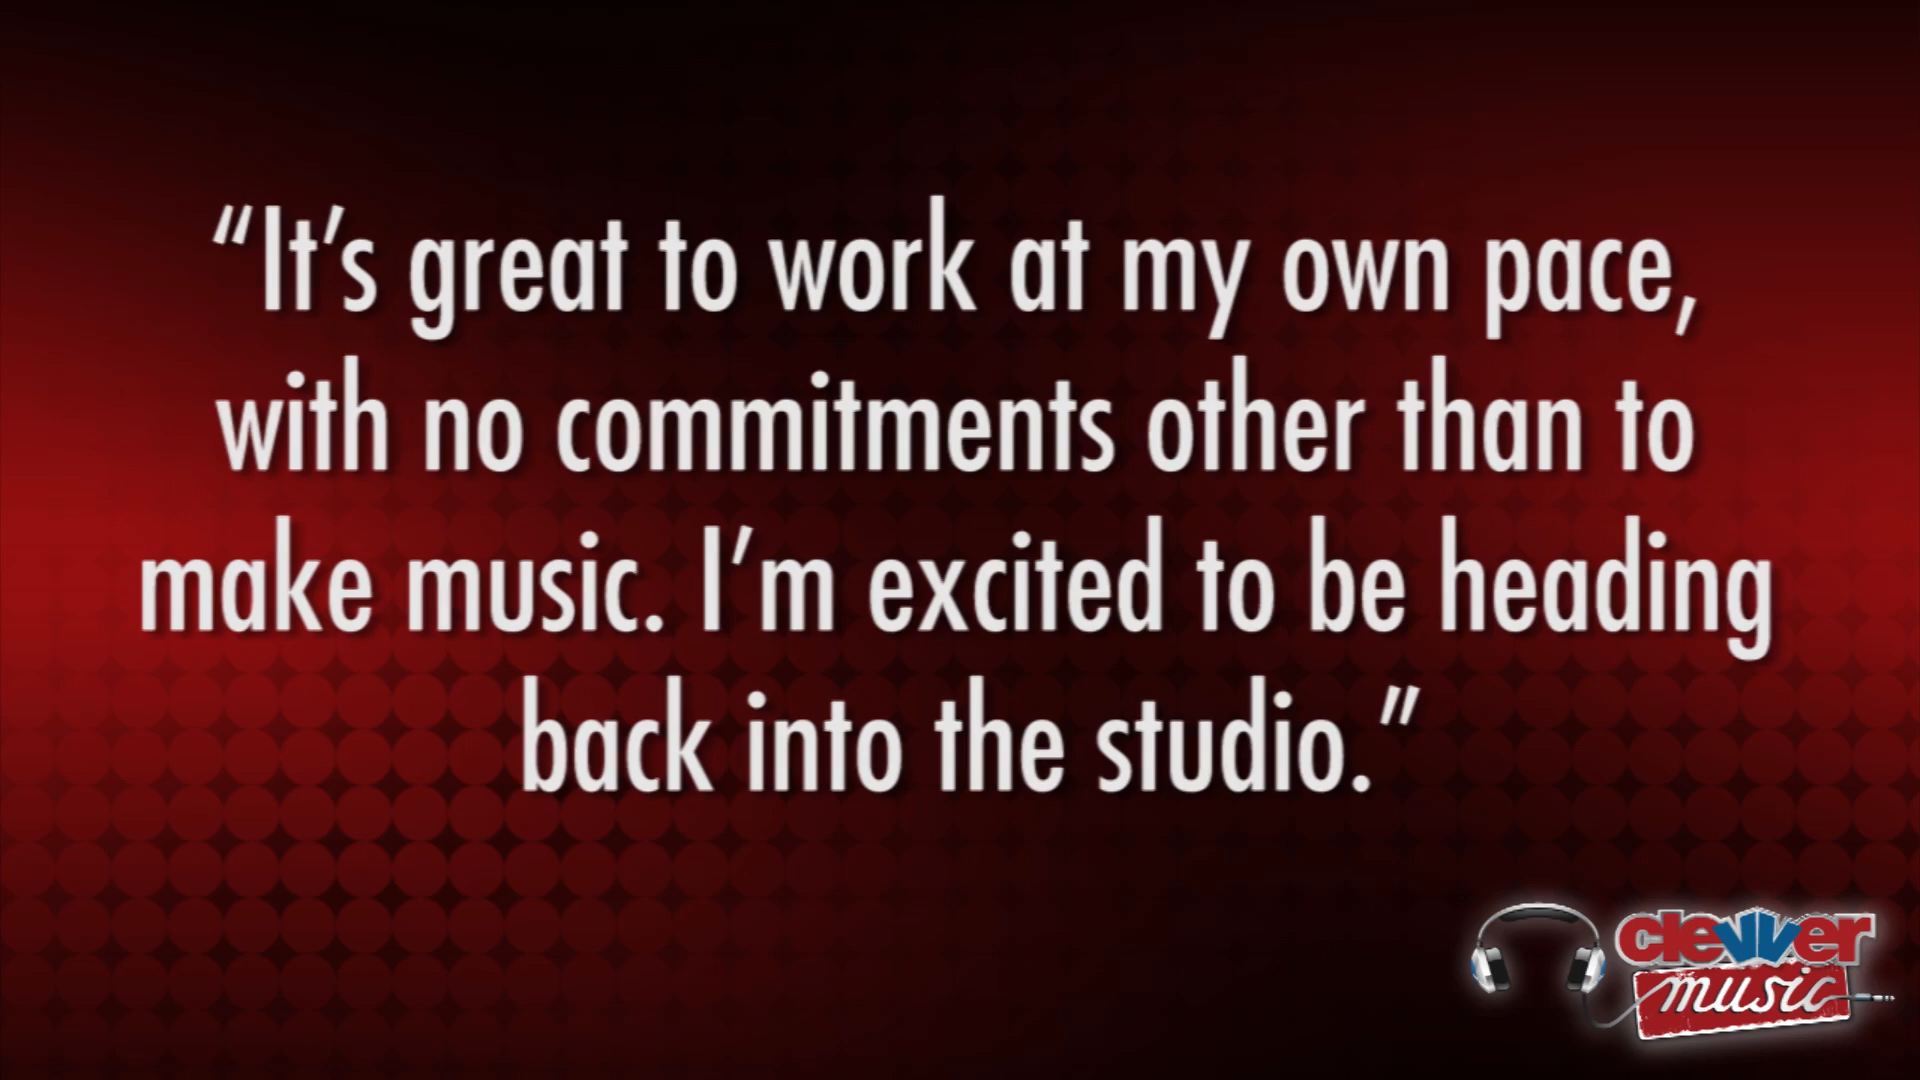 “It’s great to work at my own pace,
with no commitments other than to
make music. I’m excited to be heading
back into the studio.”
clevver
music